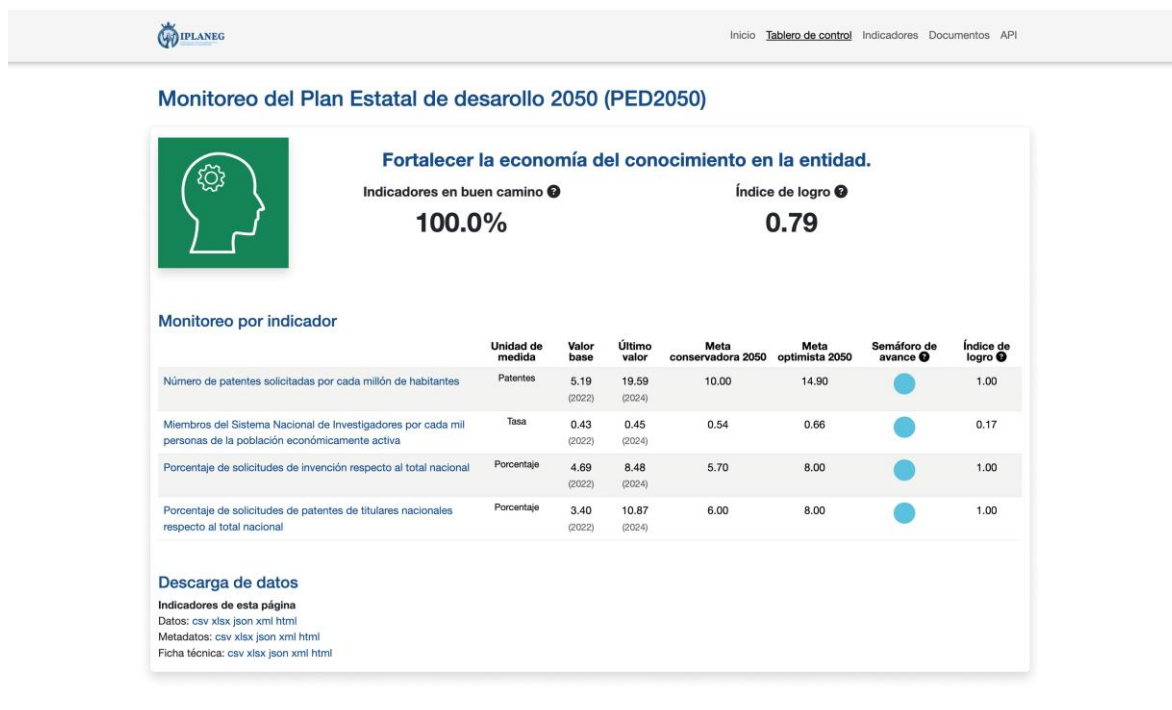 IPLANEG
Inicio Tablero de control Indicadores Documentos API
Monitoreo del Plan Estatal de desarollo 2050 (PED2050)
Fortalecer la economía del conocimiento en la entidad.
Indicadores en buen camino ?
Índice de logro ?
100.0%
0.79
Monitoreo por indicador
Unidad de medida Valor base Último valor Meta conservadora 2050 Meta optimista 2050 Semáforo de avance ? Índice de logro ?
Número de patentes solicitadas por cada millón de habitantes Patentes 5.19 19.59 10.00 14.90 1.00
(2022) (2024)
Miembros del Sistema Nacional de Investigadores por cada mil Tasa 0.43 0.45 0.54 0.66 0.17
personas de la población económicamente activa (2022) (2024)
Porcentaje de solicitudes de invención respecto al total nacional Porcentaje 4.69 8.48 5.70 8.00 1.00
(2022) (2024)
Porcentaje de solicitudes de patentes de titulares nacionales Porcentaje 3.40 10.87 6.00 8.00 1.00
respecto al total nacional (2022) (2024)
Descarga de datos
Indicadores de esta página
Datos: csv xlsx json xml html
Metadatos: csv xlsx json xml html
Ficha técnica: csv xlsx json xml html